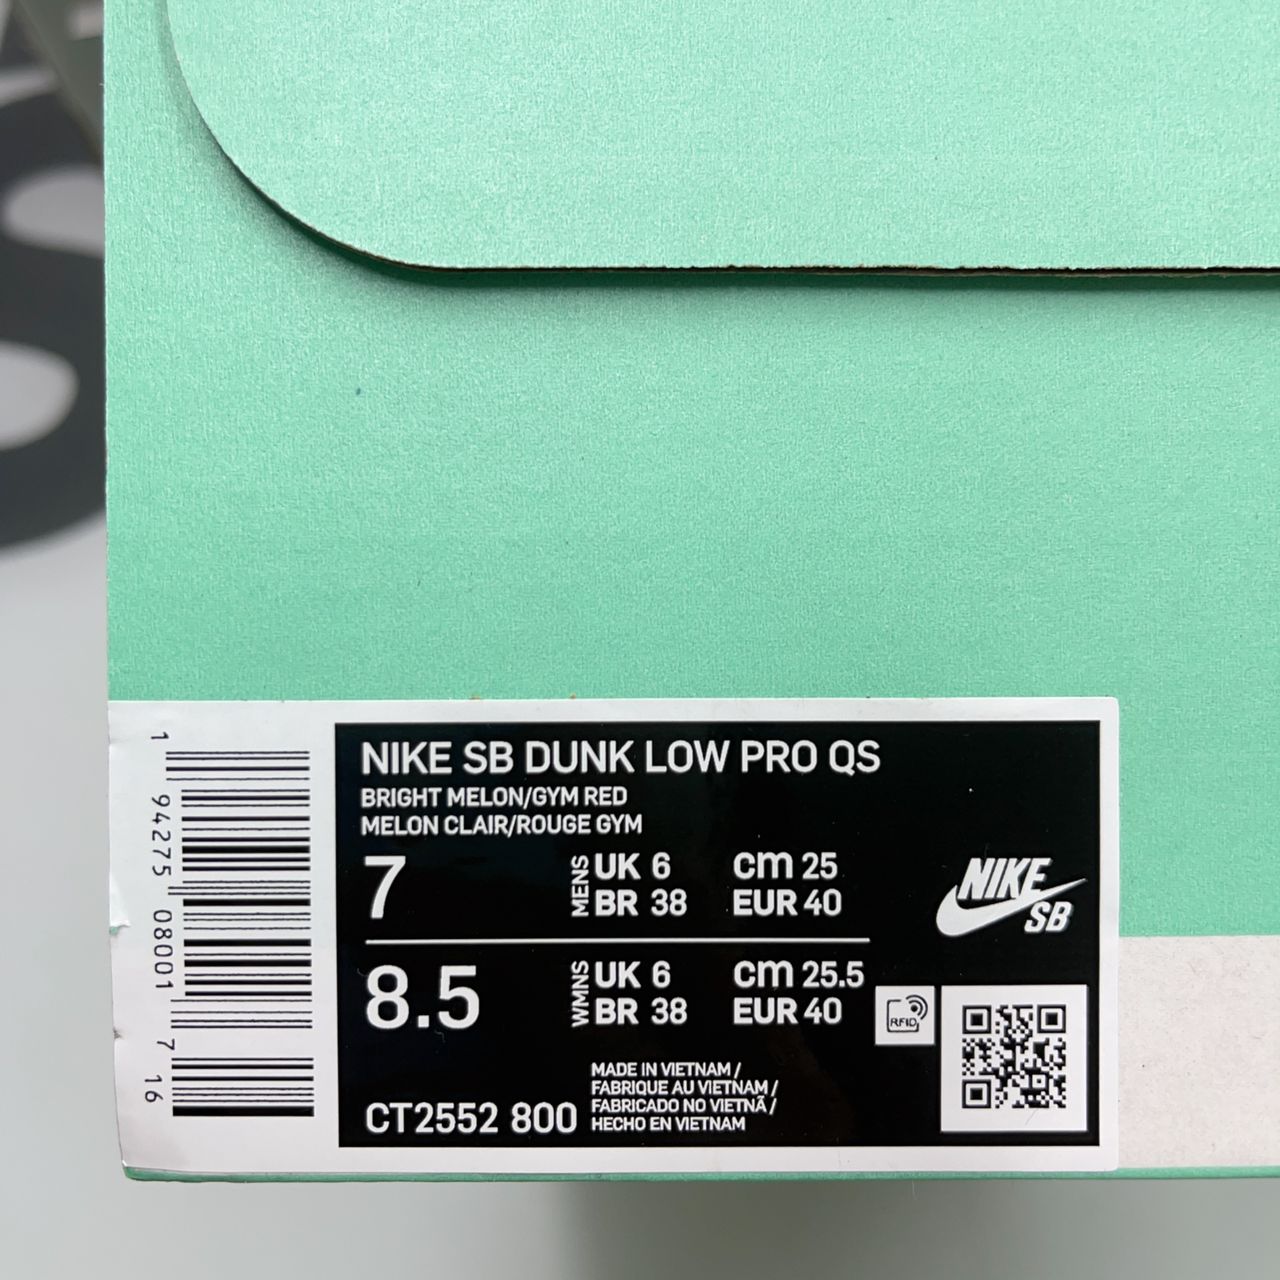 NIKE SB DUNK LOW PRO QS
BRIGHT MELON/GYM RED
MELON CLAIR/ROUGE GYM
7 MENS UK 6 cm 25
BR 38 EUR 40
8.5 WMNS UK 6 cm 25.5
BR 38 EUR 40
NIKE
SB
RFID
MADE IN VIETNAM /
FABRIQUE AU VIETNAM /
FABRICADO NO VIETNÃ /
HECHO EN VIETNAM
CT2552 800
1 94275 08001 7 16